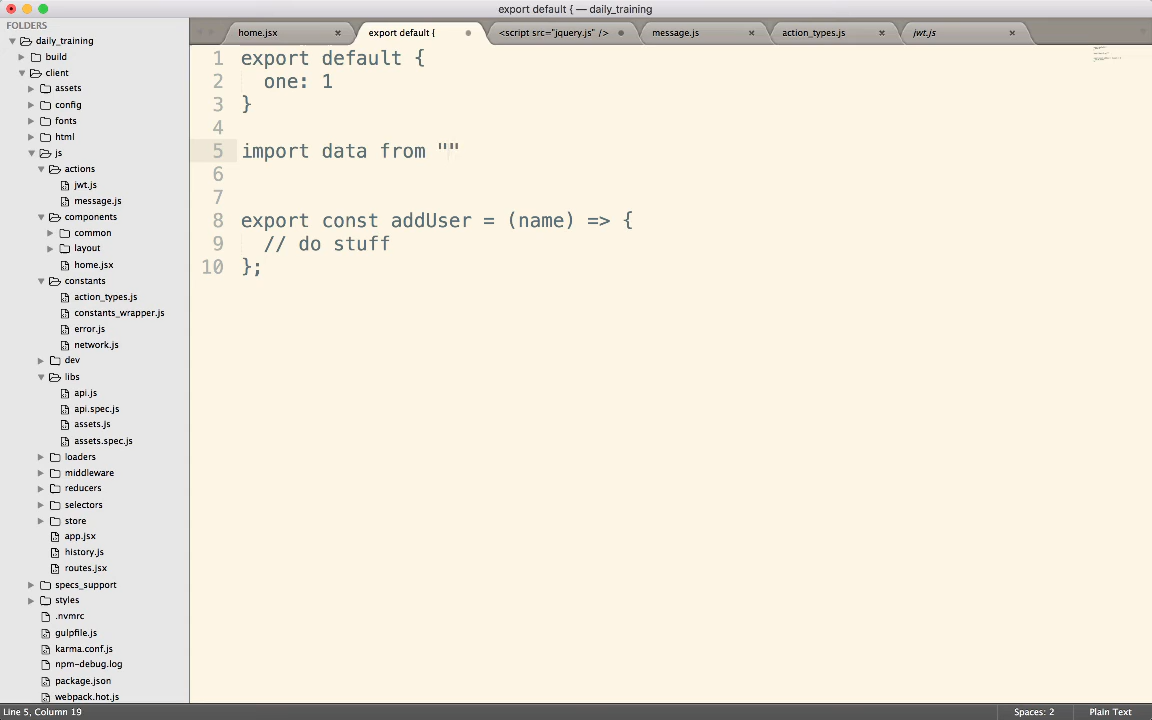 export default { — daily_training
FOLDERS
daily_training
build
client
assets
config
fonts
html
js
actions
jwt.js
message.js
components
common
layout
home.jsx
constants
action_types.js
constants_wrapper.js
error.js
network.js
dev
libs
api.js
api.spec.js
assets.js
assets.spec.js
loaders
middleware
reducers
selectors
store
app.jsx
history.js
routes.jsx
specs_support
styles
.nvmrc
gulpfile.js
karma.conf.js
npm-debug.log
package.json
webpack.hot.js
home.jsx
export default {
<script src="jquery.js" />
message.js
action_types.js
jwt.js
1 export default {
2 one: 1
3 }
4
5 import data from ""
6
7
8 export const addUser = (name) => {
9 // do stuff
10 };
Line 5, Column 19
Spaces: 2
Plain Text